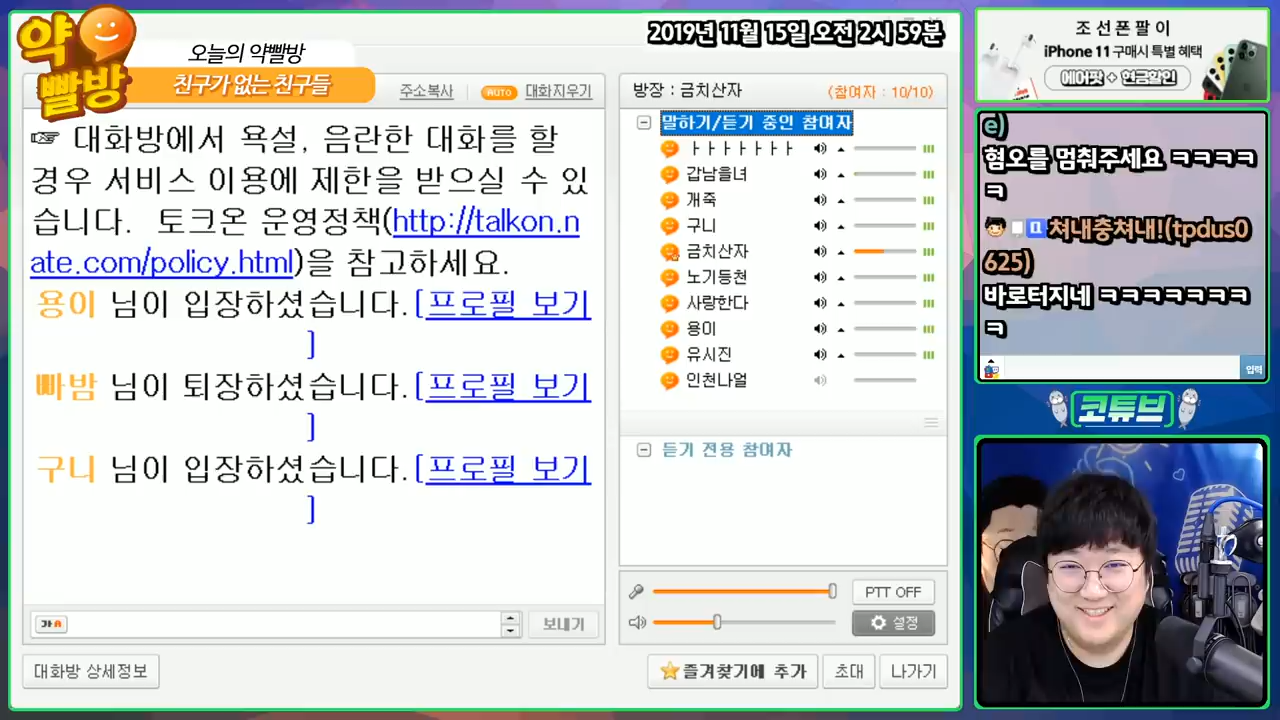 약
빨방
오늘의 약빨방
친구가 없는 친구들
2019년 11월 15일 오전 2시 59분
주소복사
AUTO
대화지우기
☞ 대화방에서 욕설, 음란한 대화를 할
경우 서비스 이용에 제한을 받으실 수 있
습니다. 토크온 운영정책(http://talkon.n
ate.com/policy.html)을 참고하세요.
용이 님이 입장하셨습니다.[프로필 보기
]
빠밤 님이 퇴장하셨습니다.[프로필 보기
]
구니 님이 입장하셨습니다.[프로필 보기
]
가A
보내기
대화방 상세정보
방장 : 금치산자
(참여자 : 10/10)
말하기/듣기 중인 참여자
ㅏㅏㅏㅏㅏㅏㅏ
갑남을녀
개죽
구니
금치산자
노기등천
사랑한다
용이
유시진
인천나얼
듣기 전용 참여자
PTT OFF
설정
즐겨찾기에 추가
초대
나가기
조선폰팔이
iPhone 11 구매시 특별 혜택
에어팟 + 현금할인
e)
혐오를 멈춰주세요 ㅋㅋㅋㅋ
ㅋ
쳐내충쳐내!(tpdus0
625)
바로터지네 ㅋㅋㅋㅋㅋㅋㅋ
ㅋ
입력
코튜브